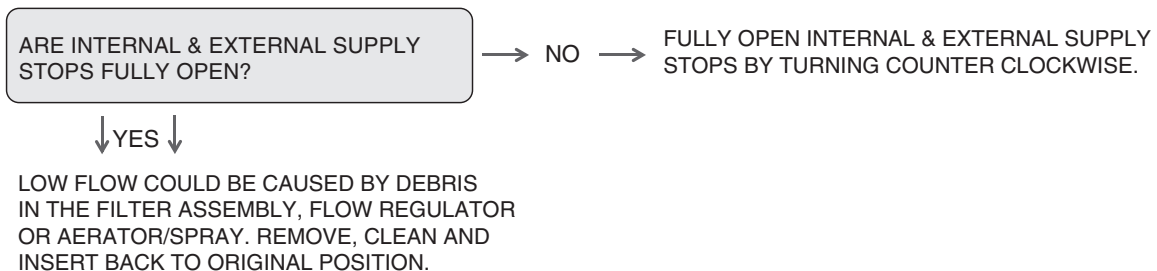 ARE INTERNAL & EXTERNAL SUPPLY
STOPS FULLY OPEN?
NO
FULLY OPEN INTERNAL & EXTERNAL SUPPLY
STOPS BY TURNING COUNTER CLOCKWISE.
YES
LOW FLOW COULD BE CAUSED BY DEBRIS
IN THE FILTER ASSEMBLY, FLOW REGULATOR
OR AERATOR/SPRAY. REMOVE, CLEAN AND
INSERT BACK TO ORIGINAL POSITION.